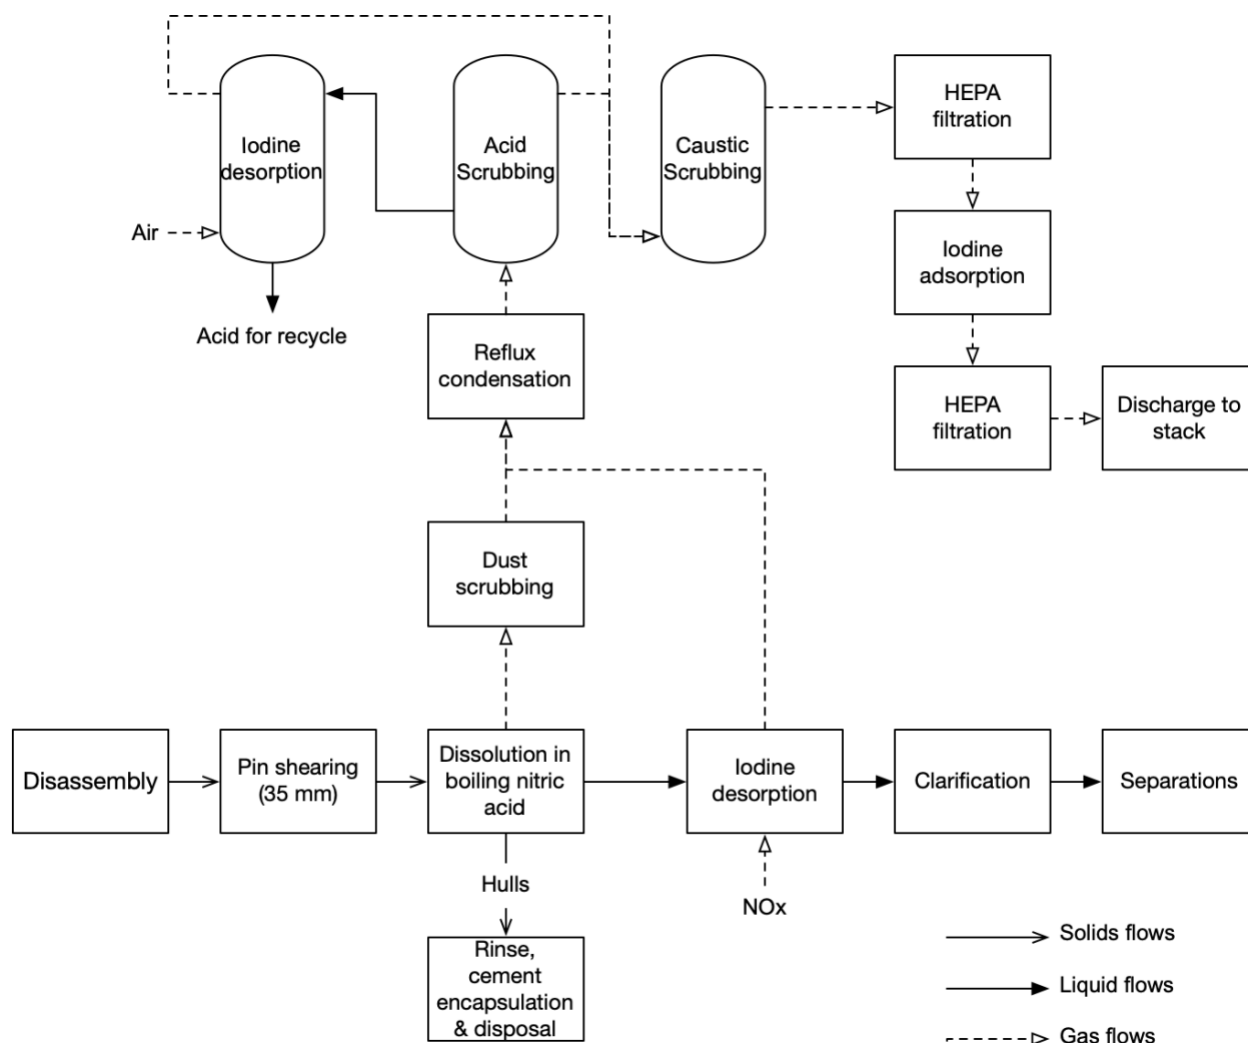 Iodine
desorption
Acid
Scrubbing
Caustic
Scrubbing
HEPA
filtration
Air
Iodine
adsorption
Acid for recycle
Reflux
condensation
HEPA
filtration
Discharge to
stack
Dust
scrubbing
Disassembly
Pin shearing
(35 mm)
Dissolution in
boiling nitric
acid
Iodine
desorption
Clarification
Separations
Hulls
NOx
Rinse,
cement
encapsulation
& disposal
Solids flows
Liquid flows
Gas flows